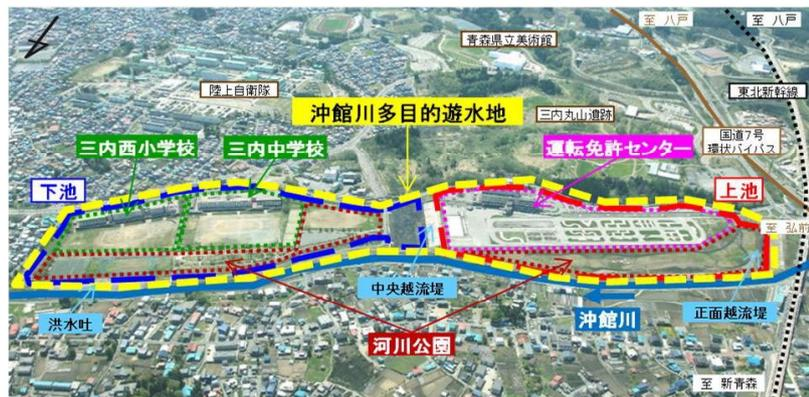 至 八戸
至 八戸
青森県立美術館
陸上自衛隊
東北新幹線
沖館川多目的遊水地
三内丸山遺跡
国道7号
環状バイパス
三内西小学校
三内中学校
運転免許センター
下池
上池
至 弘前
中央越流堤
洪水吐
沖館川
正面越流堤
河川公園
至 新青森